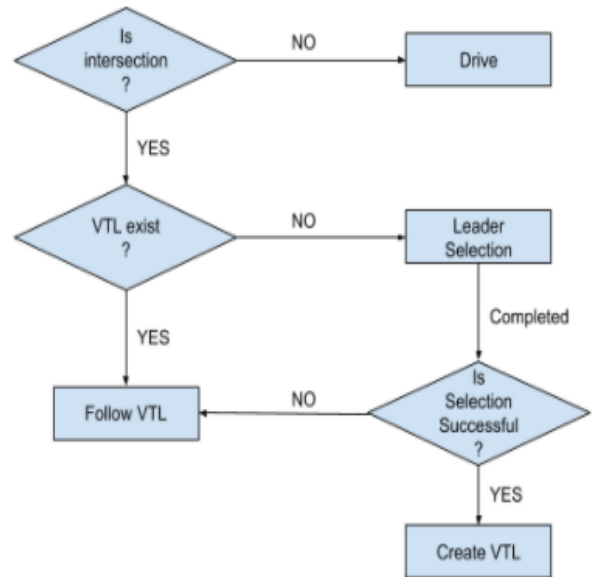 Is
intersection
?
NO
Drive
YES
VTL exist
?
NO
Leader
Selection
YES
Completed
Follow VTL
NO
Is
Selection
Successful
?
YES
Create VTL